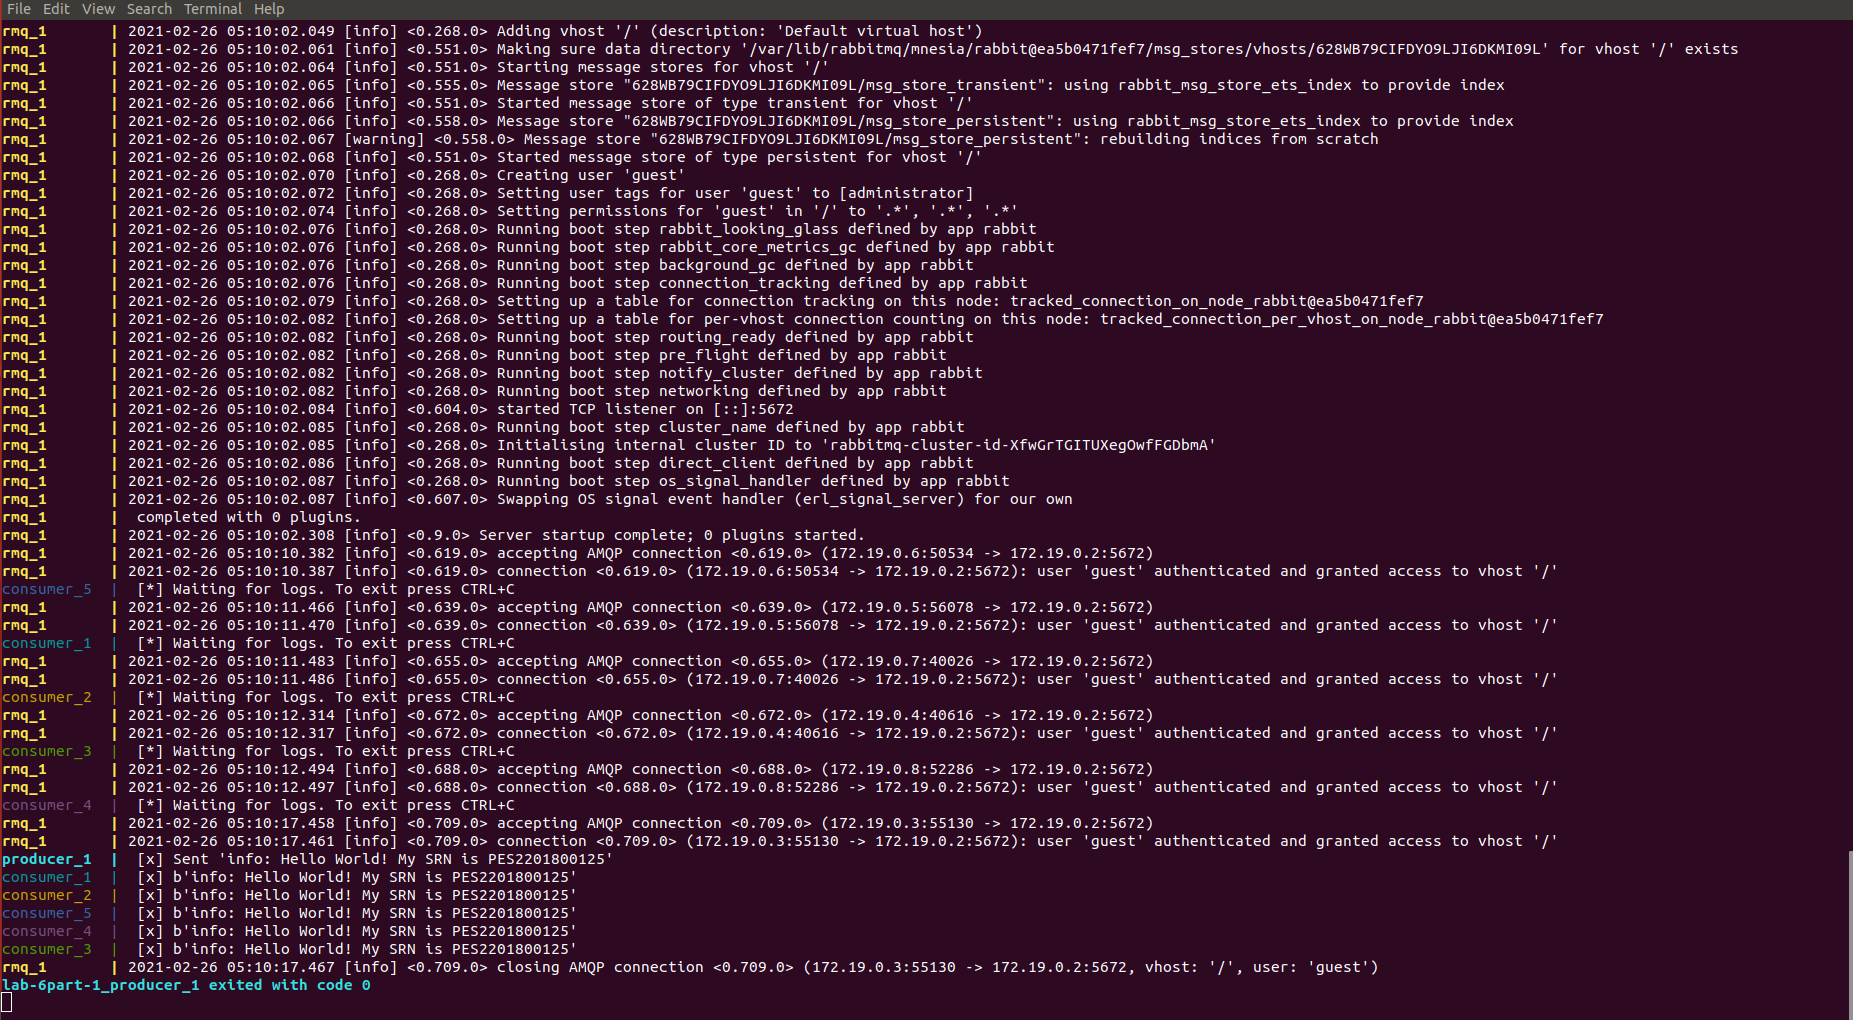 File Edit View Search Terminal Help
rmq_1 | 2021-02-26 05:10:02.049 [info] <0.268.0> Adding vhost '/' (description: 'Default virtual host')
rmq_1 | 2021-02-26 05:10:02.061 [info] <0.551.0> Making sure data directory '/var/lib/rabbitmq/mnesia/rabbit@ea5b0471fef7/msg_stores/vhosts/628WB79CIFDYO9LJI6DKMI09L' for vhost '/' exists
rmq_1 | 2021-02-26 05:10:02.064 [info] <0.551.0> Starting message stores for vhost '/'
rmq_1 | 2021-02-26 05:10:02.065 [info] <0.555.0> Message store "628WB79CIFDYO9LJI6DKMI09L/msg_store_transient": using rabbit_msg_store_ets_index to provide index
rmq_1 | 2021-02-26 05:10:02.066 [info] <0.551.0> Started message store of type transient for vhost '/'
rmq_1 | 2021-02-26 05:10:02.066 [info] <0.558.0> Message store "628WB79CIFDYO9LJI6DKMI09L/msg_store_persistent": using rabbit_msg_store_ets_index to provide index
rmq_1 | 2021-02-26 05:10:02.067 [warning] <0.558.0> Message store "628WB79CIFDYO9LJI6DKMI09L/msg_store_persistent": rebuilding indices from scratch
rmq_1 | 2021-02-26 05:10:02.068 [info] <0.551.0> Started message store of type persistent for vhost '/'
rmq_1 | 2021-02-26 05:10:02.070 [info] <0.268.0> Creating user 'guest'
rmq_1 | 2021-02-26 05:10:02.072 [info] <0.268.0> Setting user tags for user 'guest' to [administrator]
rmq_1 | 2021-02-26 05:10:02.074 [info] <0.268.0> Setting permissions for 'guest' in '/' to '.*', '.*', '.*'
rmq_1 | 2021-02-26 05:10:02.076 [info] <0.268.0> Running boot step rabbit_looking_glass defined by app rabbit
rmq_1 | 2021-02-26 05:10:02.076 [info] <0.268.0> Running boot step rabbit_core_metrics_gc defined by app rabbit
rmq_1 | 2021-02-26 05:10:02.076 [info] <0.268.0> Running boot step background_gc defined by app rabbit
rmq_1 | 2021-02-26 05:10:02.076 [info] <0.268.0> Running boot step connection_tracking defined by app rabbit
rmq_1 | 2021-02-26 05:10:02.079 [info] <0.268.0> Setting up a table for connection tracking on this node: tracked_connection_on_node_rabbit@ea5b0471fef7
rmq_1 | 2021-02-26 05:10:02.082 [info] <0.268.0> Setting up a table for per-vhost connection counting on this node: tracked_connection_per_vhost_on_node_rabbit@ea5b0471fef7
rmq_1 | 2021-02-26 05:10:02.082 [info] <0.268.0> Running boot step routing_ready defined by app rabbit
rmq_1 | 2021-02-26 05:10:02.082 [info] <0.268.0> Running boot step pre_flight defined by app rabbit
rmq_1 | 2021-02-26 05:10:02.082 [info] <0.268.0> Running boot step notify_cluster defined by app rabbit
rmq_1 | 2021-02-26 05:10:02.082 [info] <0.268.0> Running boot step networking defined by app rabbit
rmq_1 | 2021-02-26 05:10:02.084 [info] <0.604.0> started TCP listener on [::]:5672
rmq_1 | 2021-02-26 05:10:02.085 [info] <0.268.0> Running boot step cluster_name defined by app rabbit
rmq_1 | 2021-02-26 05:10:02.085 [info] <0.268.0> Initialising internal cluster ID to 'rabbitmq-cluster-id-XfwGrTGITUXegOwfFGDbmA'
rmq_1 | 2021-02-26 05:10:02.086 [info] <0.268.0> Running boot step direct_client defined by app rabbit
rmq_1 | 2021-02-26 05:10:02.087 [info] <0.268.0> Running boot step os_signal_handler defined by app rabbit
rmq_1 | 2021-02-26 05:10:02.087 [info] <0.607.0> Swapping OS signal event handler (erl_signal_server) for our own
rmq_1 | completed with 0 plugins.
rmq_1 | 2021-02-26 05:10:02.308 [info] <0.9.0> Server startup complete; 0 plugins started.
rmq_1 | 2021-02-26 05:10:10.382 [info] <0.619.0> accepting AMQP connection <0.619.0> (172.19.0.6:50534 -> 172.19.0.2:5672)
rmq_1 | 2021-02-26 05:10:10.387 [info] <0.619.0> connection <0.619.0> (172.19.0.6:50534 -> 172.19.0.2:5672): user 'guest' authenticated and granted access to vhost '/'
consumer_5 | [*] Waiting for logs. To exit press CTRL+C
rmq_1 | 2021-02-26 05:10:11.466 [info] <0.639.0> accepting AMQP connection <0.639.0> (172.19.0.5:56078 -> 172.19.0.2:5672)
rmq_1 | 2021-02-26 05:10:11.470 [info] <0.639.0> connection <0.639.0> (172.19.0.5:56078 -> 172.19.0.2:5672): user 'guest' authenticated and granted access to vhost '/'
consumer_1 | [*] Waiting for logs. To exit press CTRL+C
rmq_1 | 2021-02-26 05:10:11.483 [info] <0.655.0> accepting AMQP connection <0.655.0> (172.19.0.7:40026 -> 172.19.0.2:5672)
rmq_1 | 2021-02-26 05:10:11.486 [info] <0.655.0> connection <0.655.0> (172.19.0.7:40026 -> 172.19.0.2:5672): user 'guest' authenticated and granted access to vhost '/'
consumer_2 | [*] Waiting for logs. To exit press CTRL+C
rmq_1 | 2021-02-26 05:10:12.314 [info] <0.672.0> accepting AMQP connection <0.672.0> (172.19.0.4:40616 -> 172.19.0.2:5672)
rmq_1 | 2021-02-26 05:10:12.317 [info] <0.672.0> connection <0.672.0> (172.19.0.4:40616 -> 172.19.0.2:5672): user 'guest' authenticated and granted access to vhost '/'
consumer_3 | [*] Waiting for logs. To exit press CTRL+C
rmq_1 | 2021-02-26 05:10:12.494 [info] <0.688.0> accepting AMQP connection <0.688.0> (172.19.0.8:52286 -> 172.19.0.2:5672)
rmq_1 | 2021-02-26 05:10:12.497 [info] <0.688.0> connection <0.688.0> (172.19.0.8:52286 -> 172.19.0.2:5672): user 'guest' authenticated and granted access to vhost '/'
consumer_4 | [*] Waiting for logs. To exit press CTRL+C
rmq_1 | 2021-02-26 05:10:17.458 [info] <0.709.0> accepting AMQP connection <0.709.0> (172.19.0.3:55130 -> 172.19.0.2:5672)
rmq_1 | 2021-02-26 05:10:17.461 [info] <0.709.0> connection <0.709.0> (172.19.0.3:55130 -> 172.19.0.2:5672): user 'guest' authenticated and granted access to vhost '/'
producer_1 | [x] Sent 'info: Hello World! My SRN is PES2201800125'
consumer_1 | [x] b'info: Hello World! My SRN is PES2201800125'
consumer_2 | [x] b'info: Hello World! My SRN is PES2201800125'
consumer_5 | [x] b'info: Hello World! My SRN is PES2201800125'
consumer_4 | [x] b'info: Hello World! My SRN is PES2201800125'
consumer_3 | [x] b'info: Hello World! My SRN is PES2201800125'
rmq_1 | 2021-02-26 05:10:17.467 [info] <0.709.0> closing AMQP connection <0.709.0> (172.19.0.3:55130 -> 172.19.0.2:5672, vhost: '/', user: 'guest')
lab-6part-1_producer_1 exited with code 0